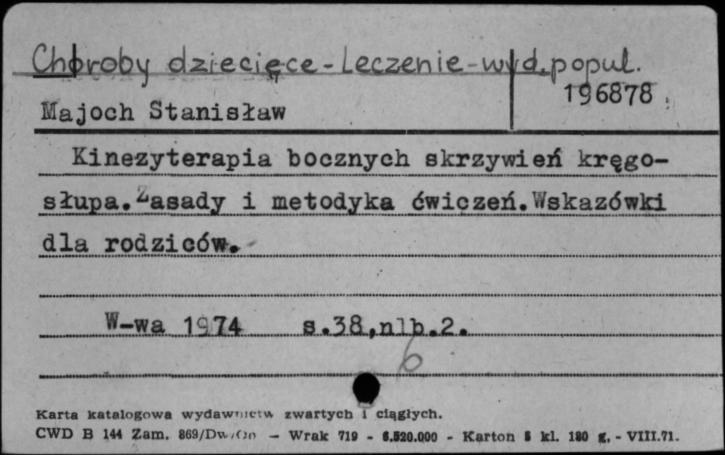 Choroby dziecięce - Leczenie - wyd. popul.
196878
Majoch Stanisław
Kinezyterapia bocznych skrzywień kręgo-
słupa. Zasady i metodyka ćwiczeń. Wskazówki
dla rodziców.
W-wa 1974 s.38,nlb.2.
6
Karta katalogowa wydawnictw zwartych i ciągłych.
CWD B 144 Zam. 869/Dw/ — Wrak 719 - 6.520.000 - Karton kl. 180 g. - VIII.71.